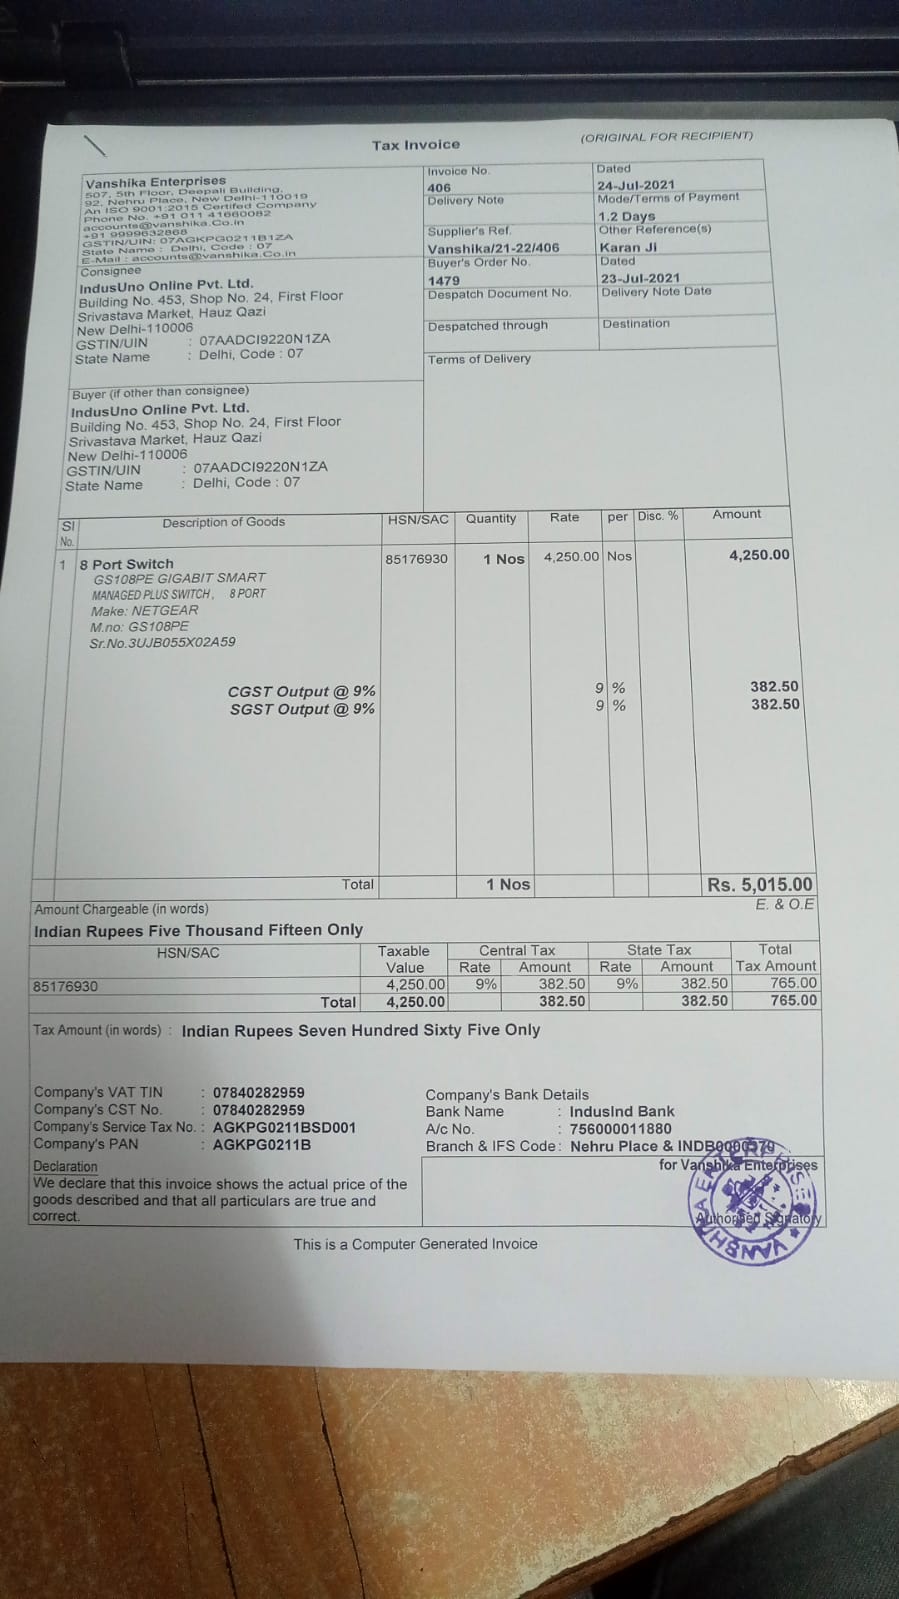 Tax Invoice
(ORIGINAL FOR RECIPIENT)
Vanshika Enterprises
507, 5th Floor, Deepali Building,
92, Nehru Place, New Delhi-110019
An ISO 9001:2015 Certifed Company
Phone No. +91 011 41660082
accounts@vanshika.Co.in
+91 9999632868
GSTIN/UIN: 07AGKPG0211B1ZA
State Name : Delhi, Code : 07
E-Mail : accounts@vanshika.Co.in
Invoice No.
406
Dated
24-Jul-2021
Delivery Note
Mode/Terms of Payment
1.2 Days
Supplier's Ref.
Vanshika/21-22/406
Other Reference(s)
Karan Ji
Consignee
IndusUno Online Pvt. Ltd.
Building No. 453, Shop No. 24, First Floor
Srivastava Market, Hauz Qazi
New Delhi-110006
GSTIN/UIN : 07AADCI9220N1ZA
State Name : Delhi, Code : 07
Buyer's Order No.
1479
Dated
23-Jul-2021
Despatch Document No.
Delivery Note Date
Despatched through
Destination
Terms of Delivery
Buyer (if other than consignee)
IndusUno Online Pvt. Ltd.
Building No. 453, Shop No. 24, First Floor
Srivastava Market, Hauz Qazi
New Delhi-110006
GSTIN/UIN : 07AADCI9220N1ZA
State Name : Delhi, Code : 07
Sl No. Description of Goods HSN/SAC Quantity Rate per Disc. % Amount
1 8 Port Switch 85176930 1 Nos 4,250.00 Nos 4,250.00
GS108PE GIGABIT SMART
MANAGED PLUS SWITCH, 8 PORT
Make: NETGEAR
M.no: GS108PE
Sr.No.3UJB055X02A59
CGST Output @ 9% 9 % 382.50
SGST Output @ 9% 9 % 382.50
Total 1 Nos Rs. 5,015.00
Amount Chargeable (in words) E. & O.E
Indian Rupees Five Thousand Fifteen Only
HSN/SAC Taxable Value Central Tax State Tax Total Tax Amount
Rate Amount Rate Amount
85176930 4,250.00 9% 382.50 9% 382.50 765.00
Total 4,250.00 382.50 382.50 765.00
Tax Amount (in words) : Indian Rupees Seven Hundred Sixty Five Only
Company's VAT TIN : 07840282959
Company's CST No. : 07840282959
Company's Service Tax No. : AGKPG0211BSD001
Company's PAN : AGKPG0211B
Company's Bank Details
Bank Name : IndusInd Bank
A/c No. : 756000011880
Branch & IFS Code : Nehru Place & INDB0000579
Declaration
We declare that this invoice shows the actual price of the
goods described and that all particulars are true and
correct.
for Vanshika Enterprises
Authorised Signatory
This is a Computer Generated Invoice